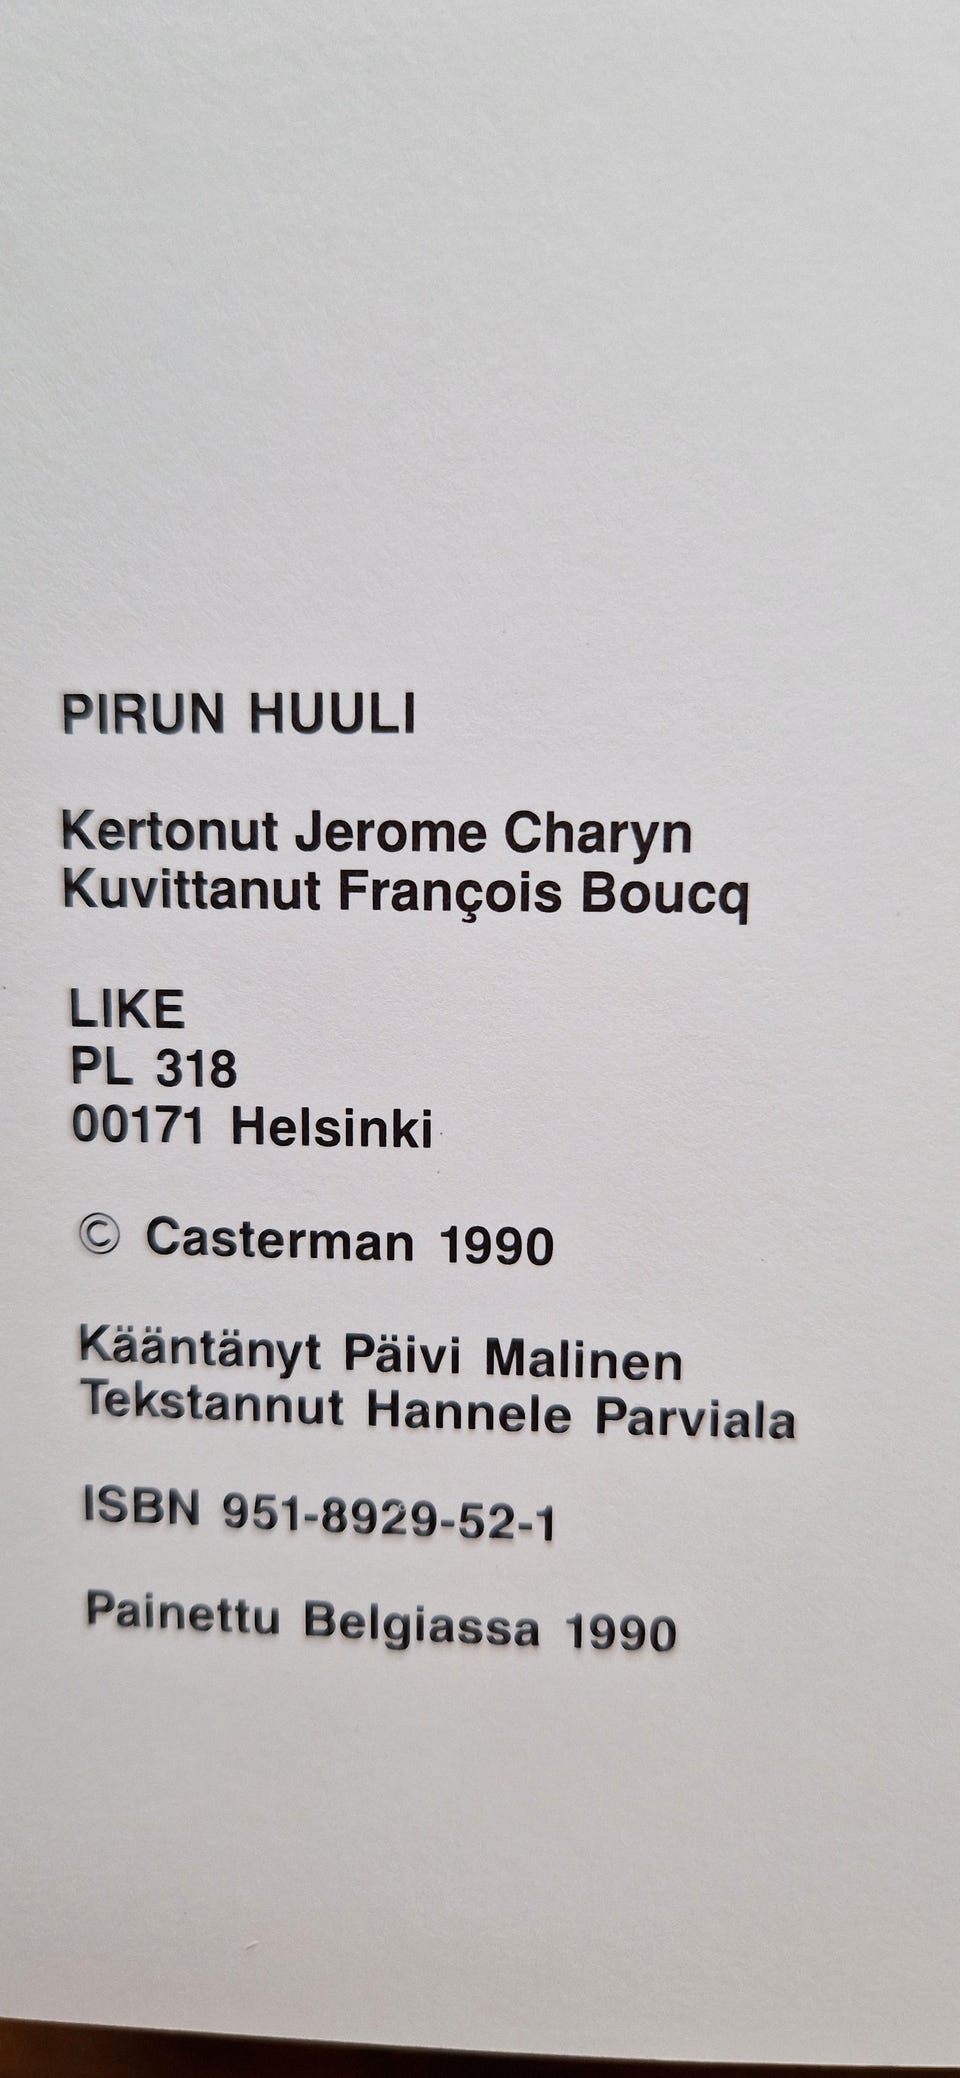 PIRUN HUULI
Kertonut Jerome Charyn
Kuvittanut François Boucq
LIKE
PL 318
00171 Helsinki
© Casterman 1990
Kääntänyt Päivi Malinen
Tekstannut Hannele Parviala
ISBN 951-8929-52-1
Painettu Belgiassa 1990